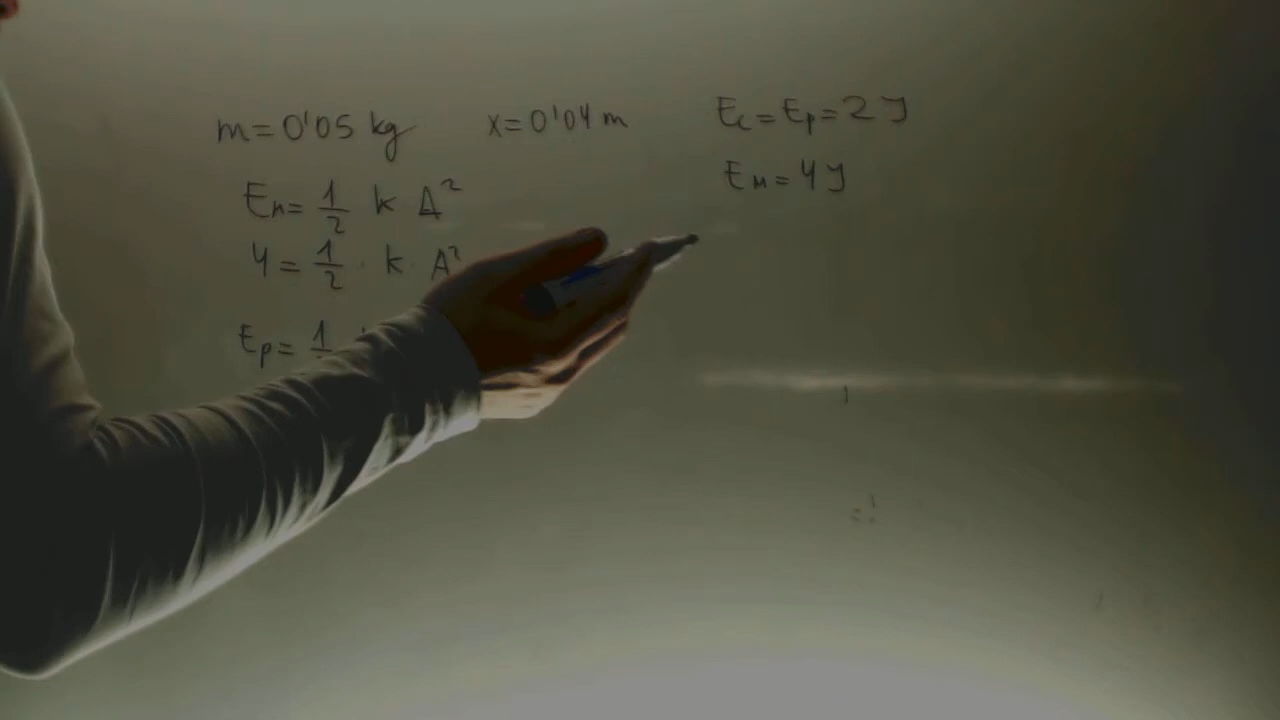 m=0'05 kg x=0'04 m Ec=Ep=2 J
EM=4J
Em= 1/2 k A²
4 = 1/2 · k · A²
Ep= 1